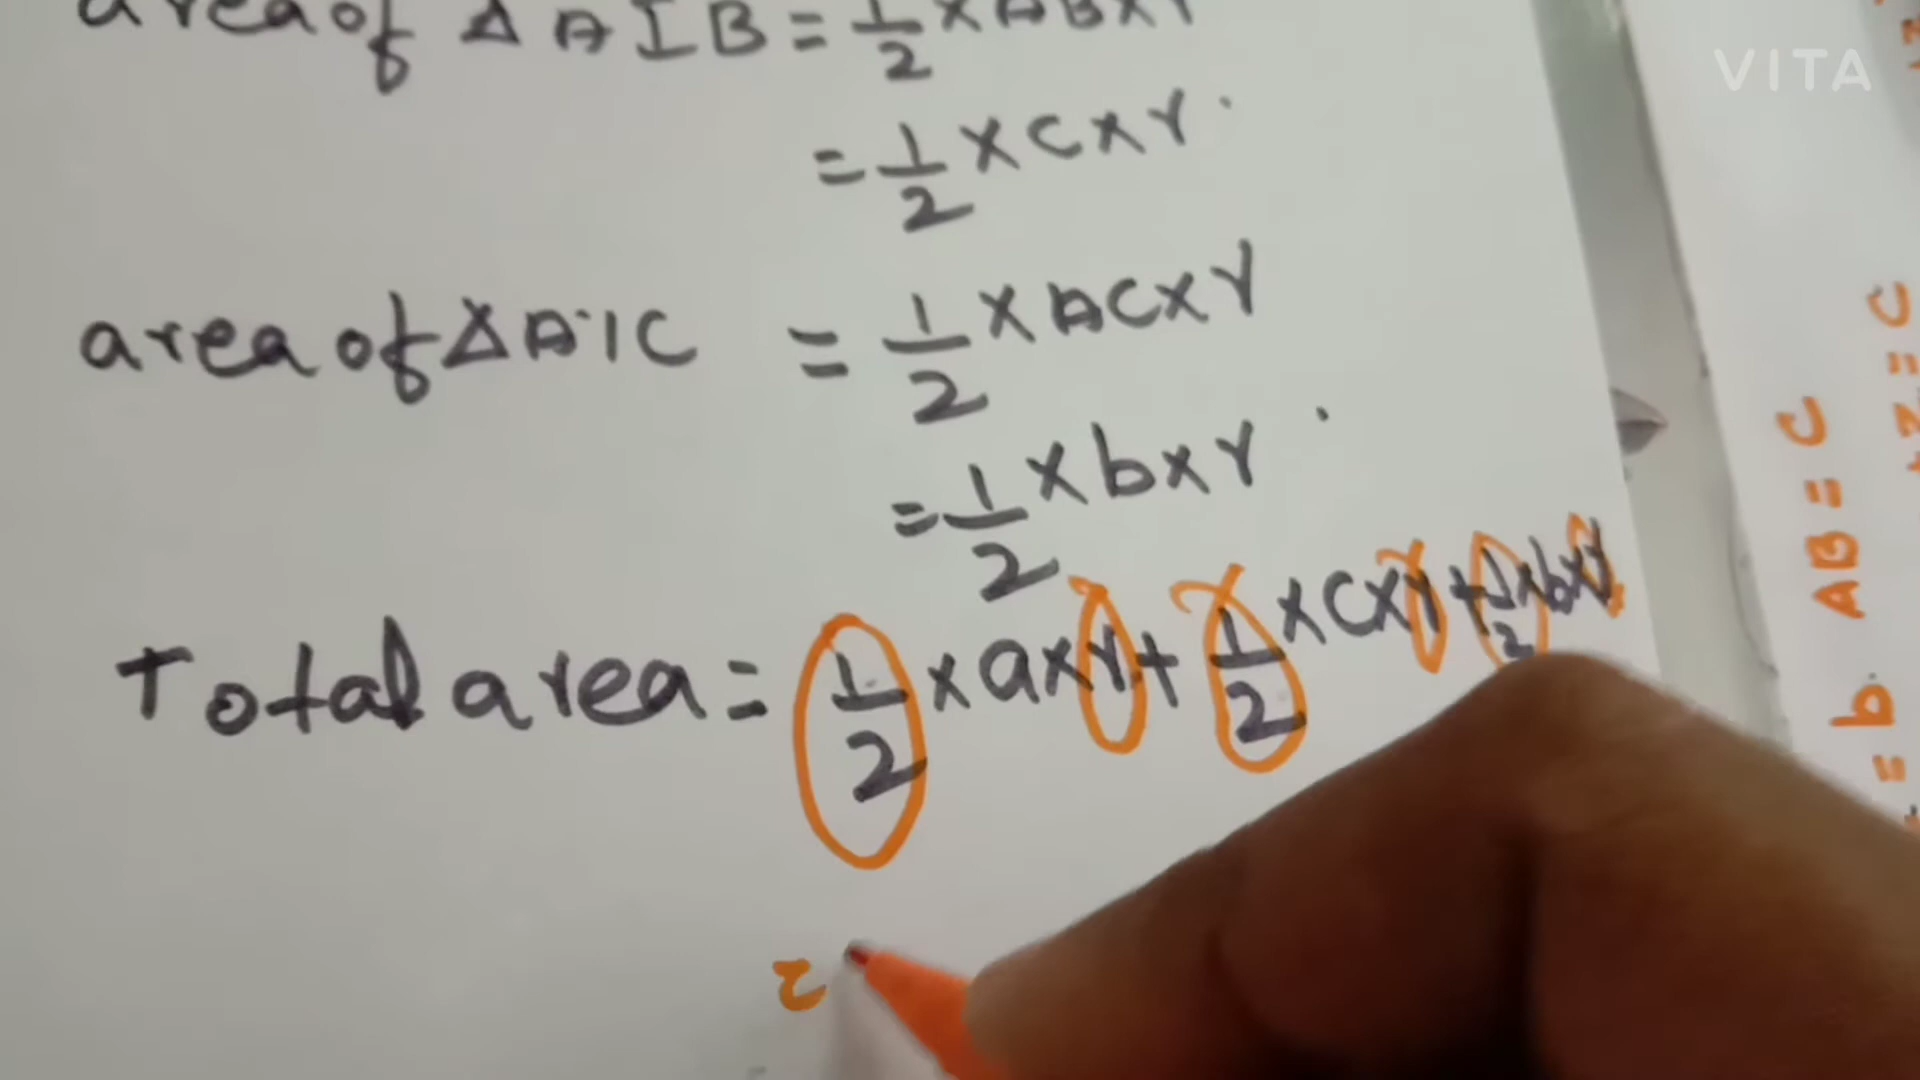 area of Δ AIB = 1/2 × AB × r
= 1/2 × c × r
area of Δ AIC = 1/2 × AC × r
= 1/2 × b × r
Total area = 1/2 × a × r + 1/2 × c × r + 1/2 × b × r
VITA
= C
AB = C
= b